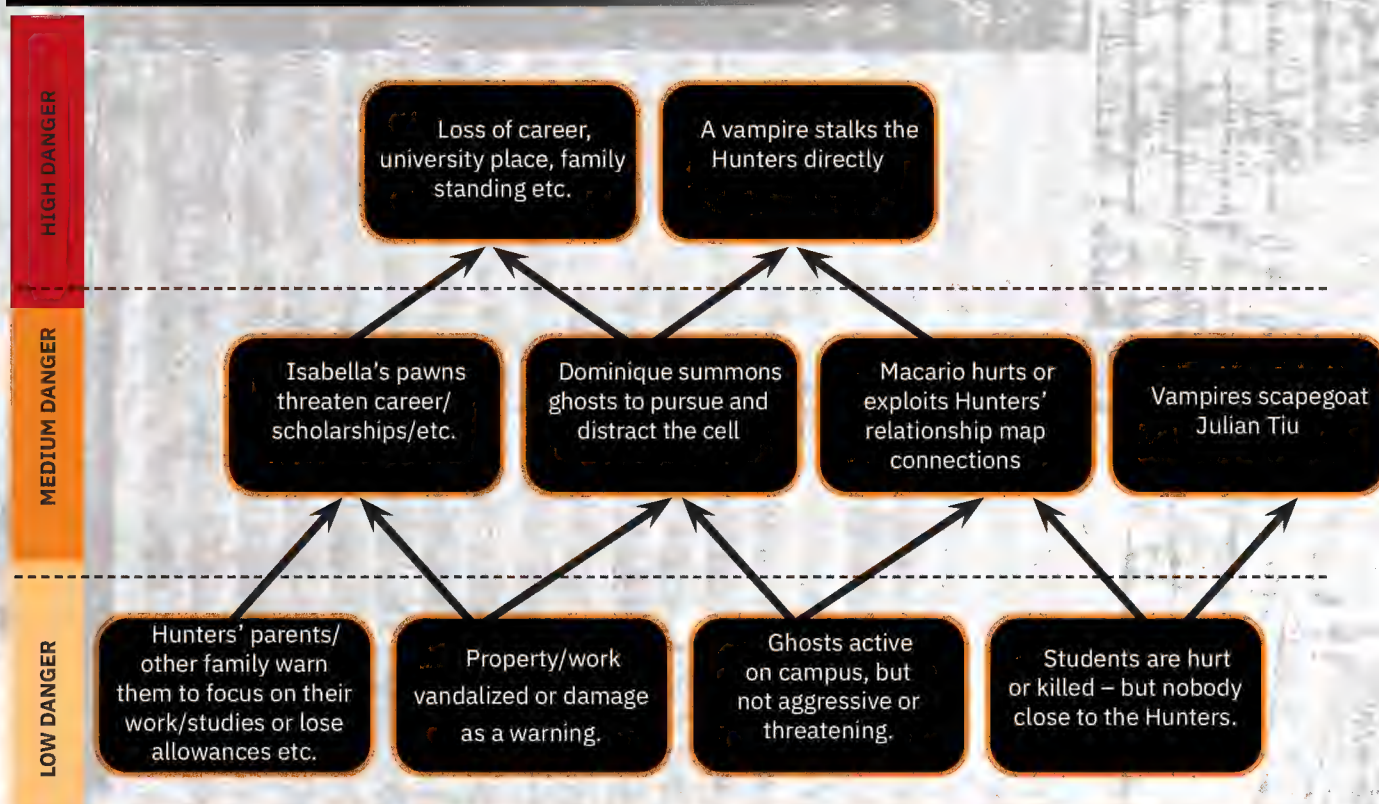 HIGH DANGER
Loss of career,
university place, family
standing etc.
A vampire stalks the
Hunters directly
MEDIUM DANGER
Isabella's pawns
threaten career/
scholarships/etc.
Dominique summons
ghosts to pursue and
distract the cell
Macario hurts or
exploits Hunters'
relationship map
connections
Vampires scapegoat
Julian Tiu
LOW DANGER
Hunters' parents/
other family warn
them to focus on their
work/studies or lose
allowances etc.
Property/work
vandalized or damage
as a warning.
Ghosts active
on campus, but
not aggressive or
threatening.
Students are hurt
or killed – but nobody
close to the Hunters.